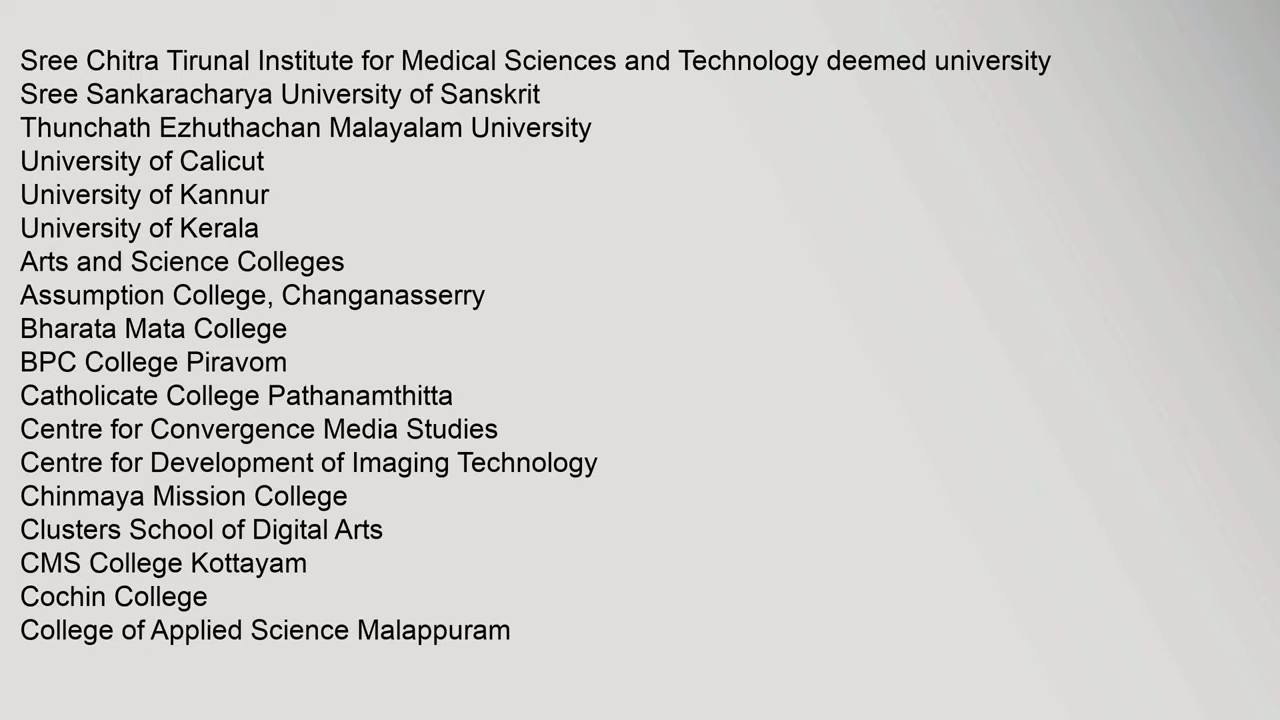 Sree Chitra Tirunal Institute for Medical Sciences and Technology deemed university
Sree Sankaracharya University of Sanskrit
Thunchath Ezhuthachan Malayalam University
University of Calicut
University of Kannur
University of Kerala
Arts and Science Colleges
Assumption College, Changanasserry
Bharata Mata College
BPC College Piravom
Catholicate College Pathanamthitta
Centre for Convergence Media Studies
Centre for Development of Imaging Technology
Chinmaya Mission College
Clusters School of Digital Arts
CMS College Kottayam
Cochin College
College of Applied Science Malappuram